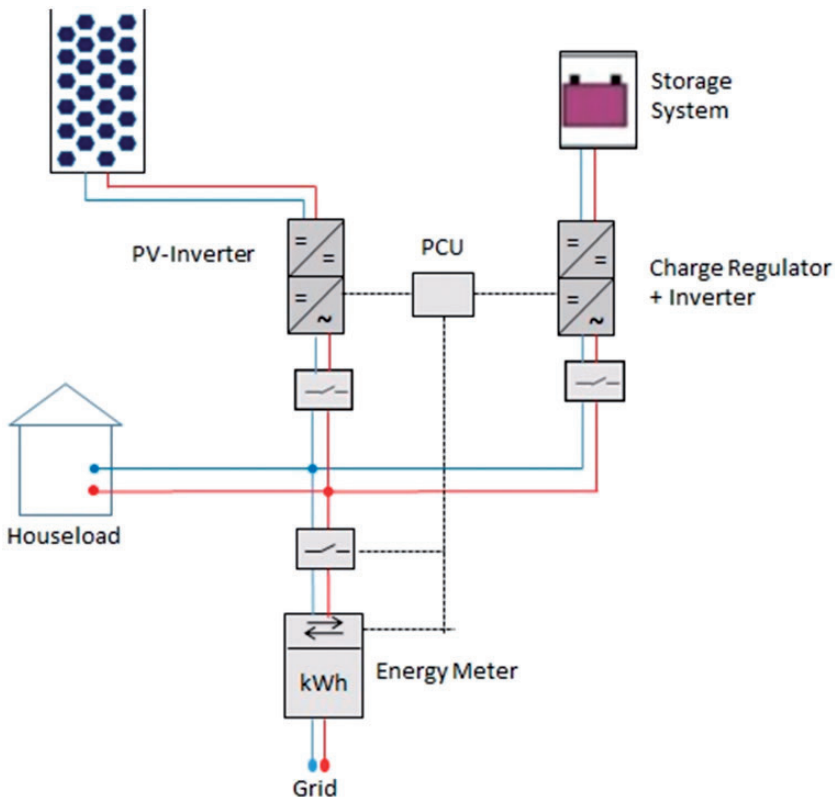 Storage
System
PV-Inverter
PCU
Charge Regulator
+ Inverter
=
=
=
~
=
=
=
~
Houseload
kWh
Energy Meter
Grid